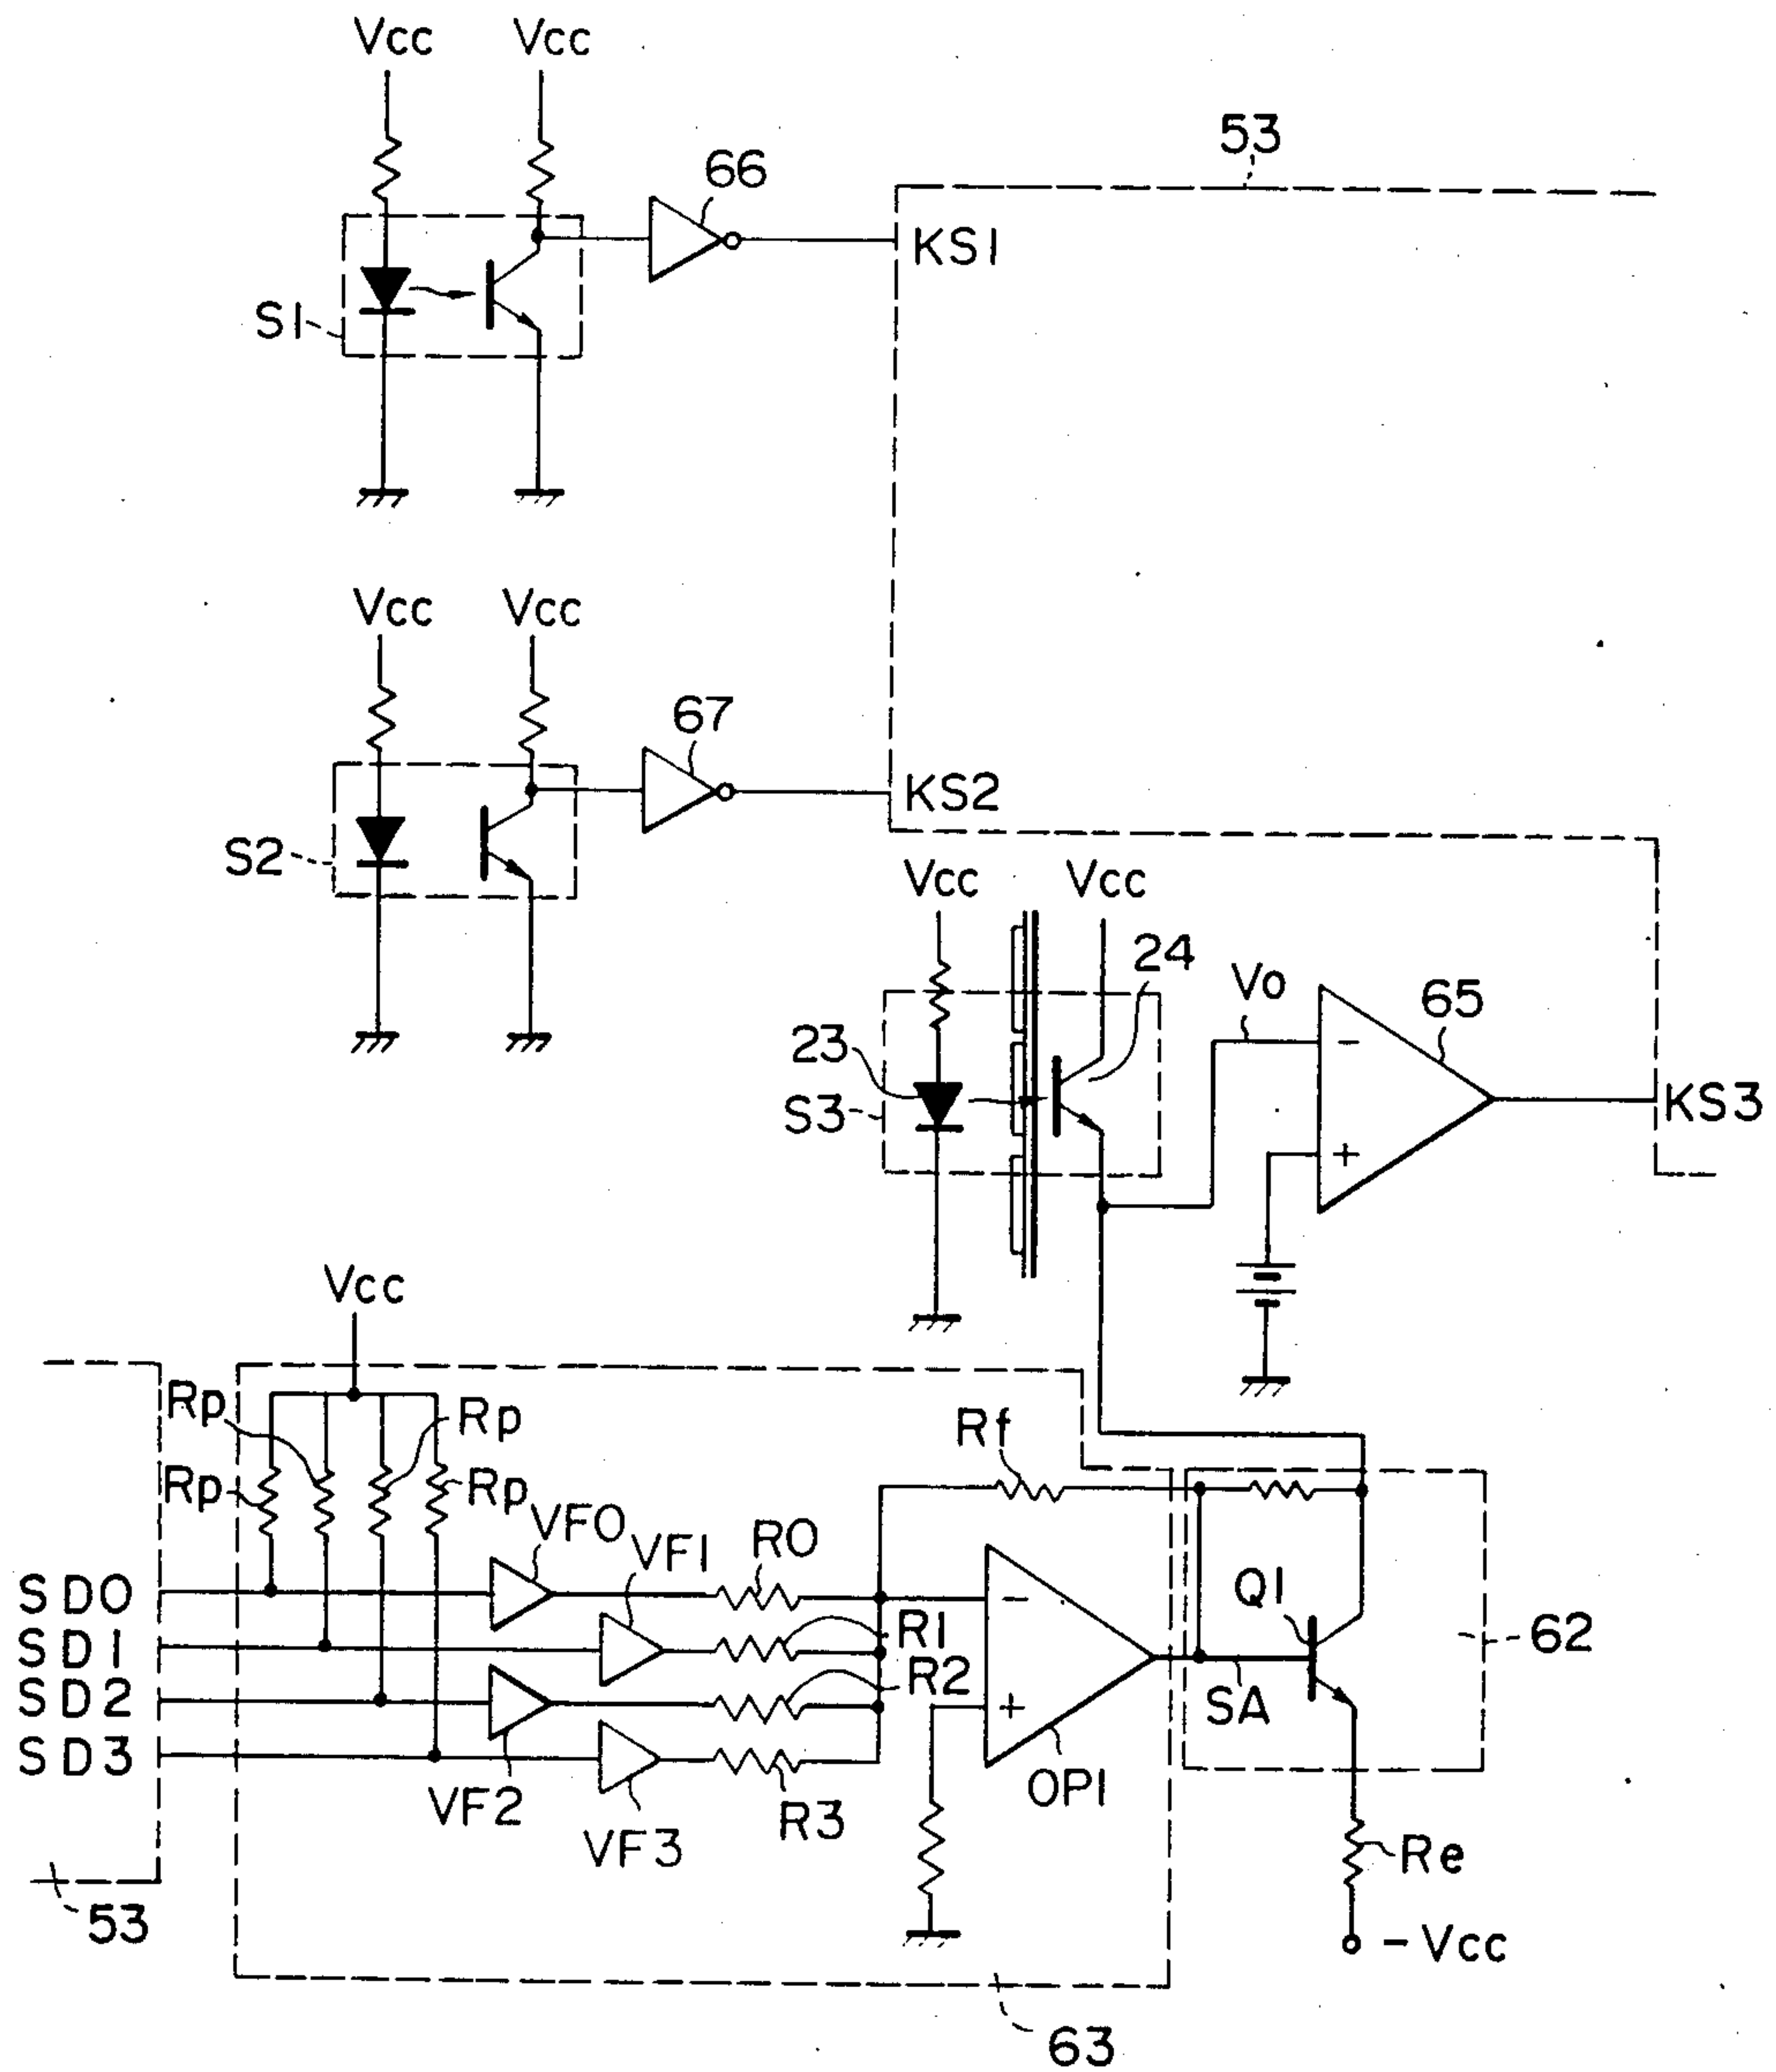 Vcc Vcc
53
66
KS1
S1
Vcc Vcc
67
KS2
S2
Vcc Vcc
24
Vo
65
23
-
S3
KS3
+
Vcc
Rp Rp
Rf
Rp Rp
VF0
VF1
R0
Q1
SD0
-
R1
SD1
62
R2
SD2
+
SA
SD3
OP1
VF2
R3
VF3
Re
53
-Vcc
63